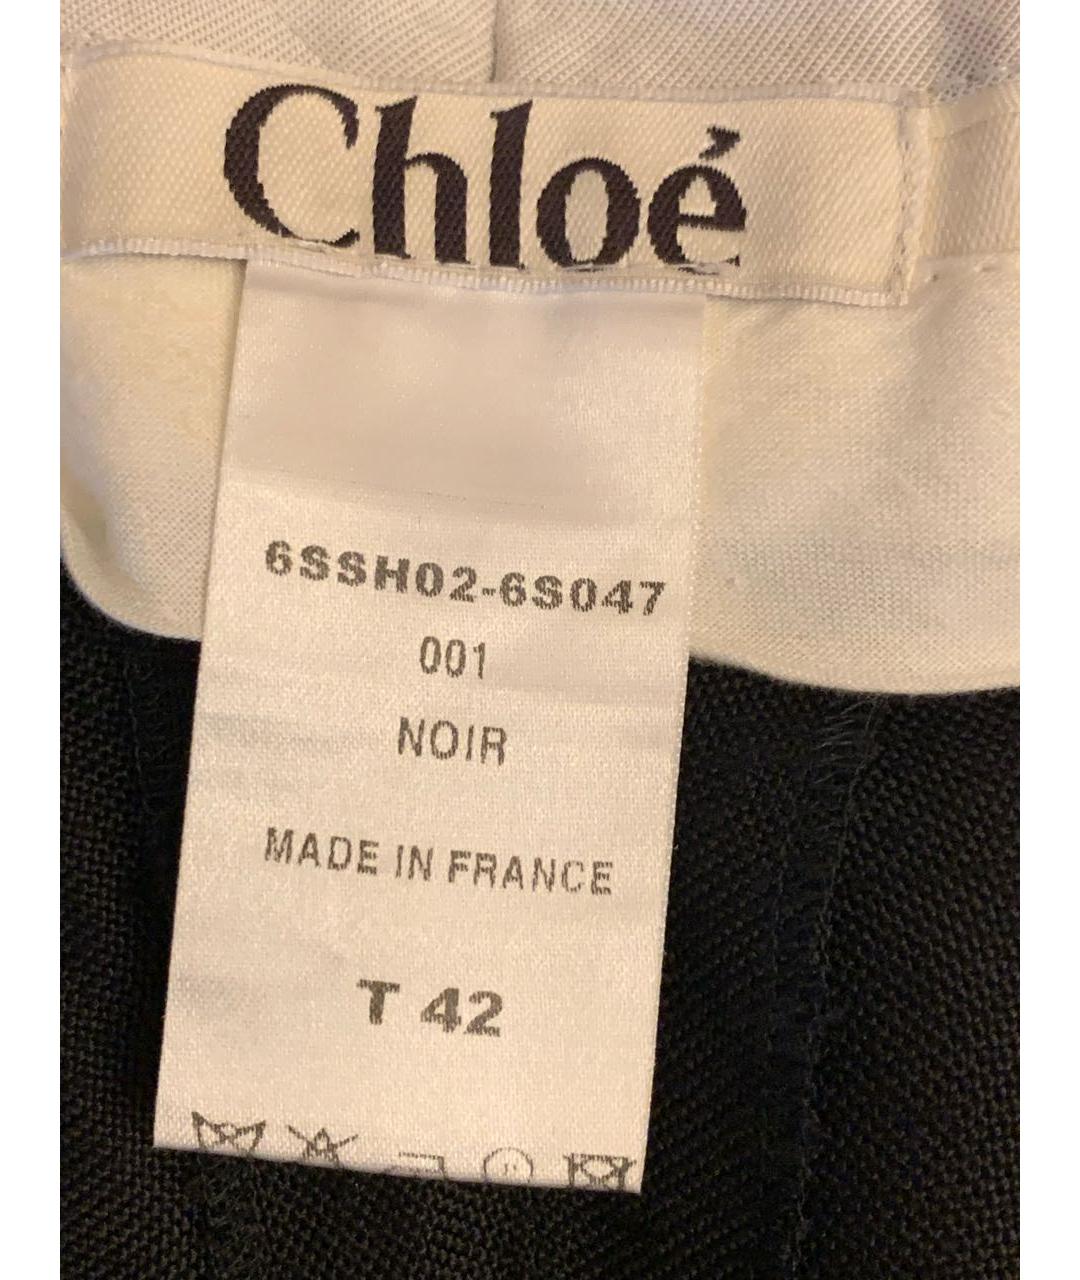 Chloé
6SSH02-6S047
001
NOIR
MADE IN FRANCE
T 42